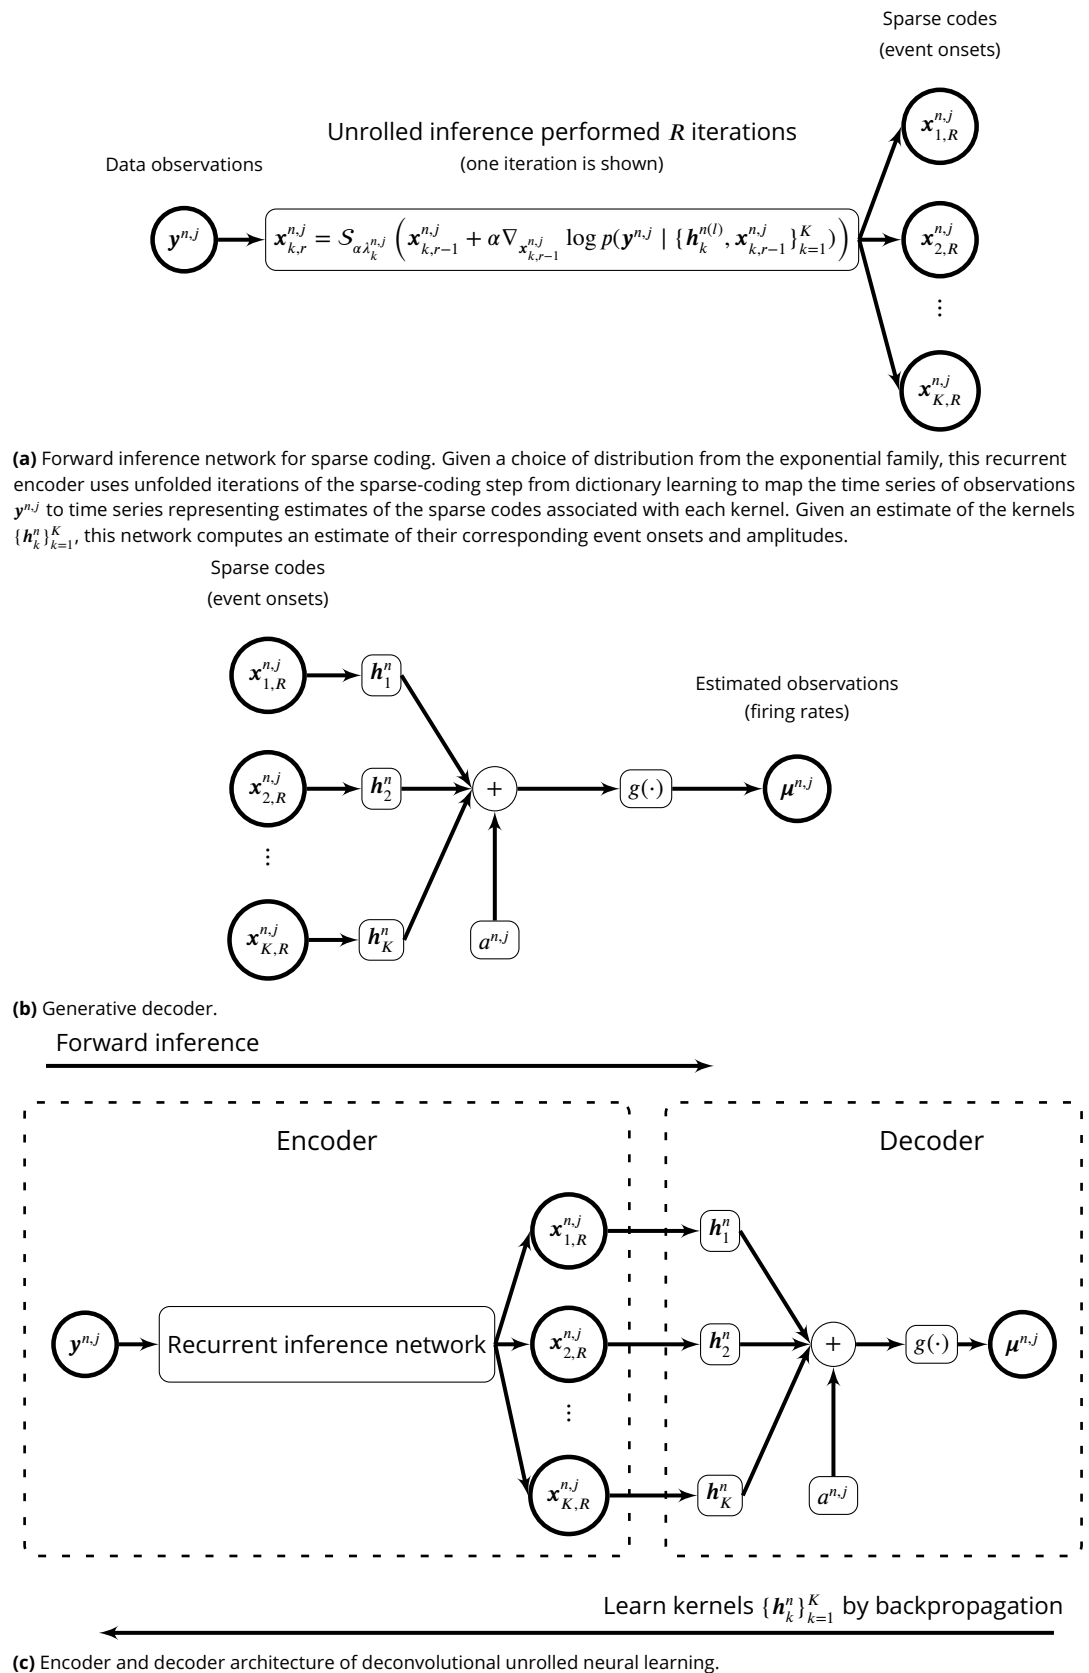 Sparse codes
(event onsets)
Unrolled inference performed R iterations
(one iteration is shown)
Data observations
𝒙^{n,j}_{1,R}
𝒚^{n,j}
𝒙^{n,j}_{k,r} = 𝒮_{αλ^{n,j}_k} ( 𝒙^{n,j}_{k,r−1} + α∇_{𝒙^{n,j}_{k,r−1}} log p(𝒚^{n,j} | {𝒉^{n(l)}_k, 𝒙^{n,j}_{k,r−1}}^K_{k=1}) )
𝒙^{n,j}_{2,R}
⋮
𝒙^{n,j}_{K,R}
(a) Forward inference network for sparse coding. Given a choice of distribution from the exponential family, this recurrent
encoder uses unfolded iterations of the sparse-coding step from dictionary learning to map the time series of observations
𝒚^{n,j} to time series representing estimates of the sparse codes associated with each kernel. Given an estimate of the kernels
{𝒉^n_k}^K_{k=1}, this network computes an estimate of their corresponding event onsets and amplitudes.
Sparse codes
(event onsets)
𝒙^{n,j}_{1,R}
𝒉^n_1
Estimated observations
(firing rates)
𝒙^{n,j}_{2,R}
𝒉^n_2
+
g(·)
𝝁^{n,j}
⋮
𝒙^{n,j}_{K,R}
𝒉^n_K
a^{n,j}
(b) Generative decoder.
Forward inference
Encoder
Decoder
𝒙^{n,j}_{1,R}
𝒉^n_1
𝒚^{n,j}
Recurrent inference network
𝒙^{n,j}_{2,R}
𝒉^n_2
+
g(·)
𝝁^{n,j}
⋮
𝒙^{n,j}_{K,R}
𝒉^n_K
a^{n,j}
Learn kernels {𝒉^n_k}^K_{k=1} by backpropagation
(c) Encoder and decoder architecture of deconvolutional unrolled neural learning.